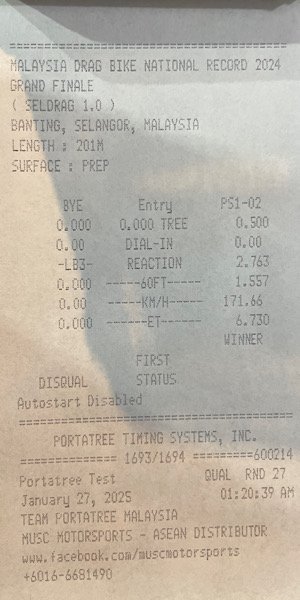 ================================
MALAYSIA DRAG BIKE NATIONAL RECORD 2024
GRAND FINALE
( SELDRAG 1.0 )
BANTING, SELANGOR, MALAYSIA
LENGTH : 201M
SURFACE : PREP
BYE Entry PS1-02
0.000 0.000 TREE 0.500
0.00 DIAL-IN 0.00
-LB3- REACTION 2.763
0.000 -----60FT----- 1.557
0.00 -----KM/H----- 171.66
0.000 ------ET------ 6.730
WINNER
FIRST
DISQUAL STATUS
Autostart Disabled
================================
PORTATREE TIMING SYSTEMS, INC.
============== 1693/1694 =========600214
Portatree Test QUAL RND 27
January 27, 2025 01:20:39 AM
TEAM PORTATREE MALAYSIA
MUSC MOTORSPORTS - ASEAN DISTRIBUTOR
www.facebook.com/muscmotorsports
+6016-6681490